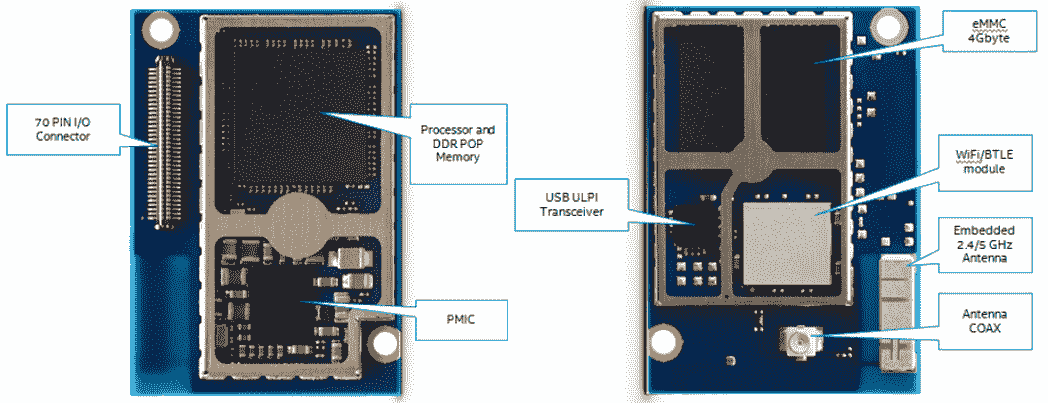 70 PIN I/O
Connector
Processor and
DDR POP
Memory
PMIC
eMMC
4Gbyte
WiFi/BTLE
module
USB ULPI
Transceiver
Embedded
2.4/5 GHz
Antenna
Antenna
COAX